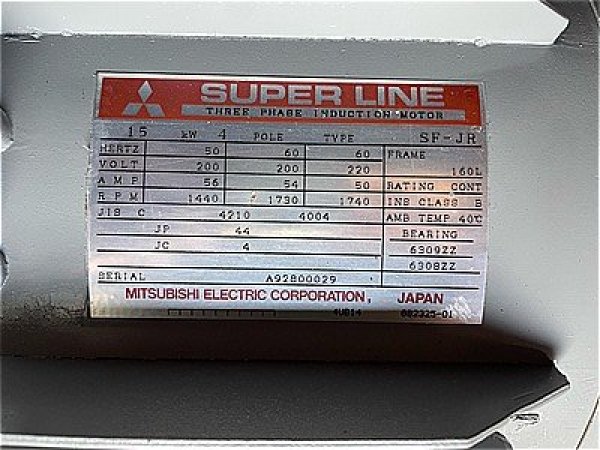 SUPER LINE
THREE PHASE INDUCTION MOTOR
15 kW 4 POLE TYPE SF-JR
HERTZ 50 60 60 FRAME
VOLT 200 200 220 160L
AMP 56 54 50 RATING CONT
RPM 1440 1730 1740 INS CLASS B
JIS C 4210 4004 AMB TEMP 40℃
JP 44 BEARING
JC 4 6309ZZ
6308ZZ
SERIAL A92800029
MITSUBISHI ELECTRIC CORPORATION, JAPAN